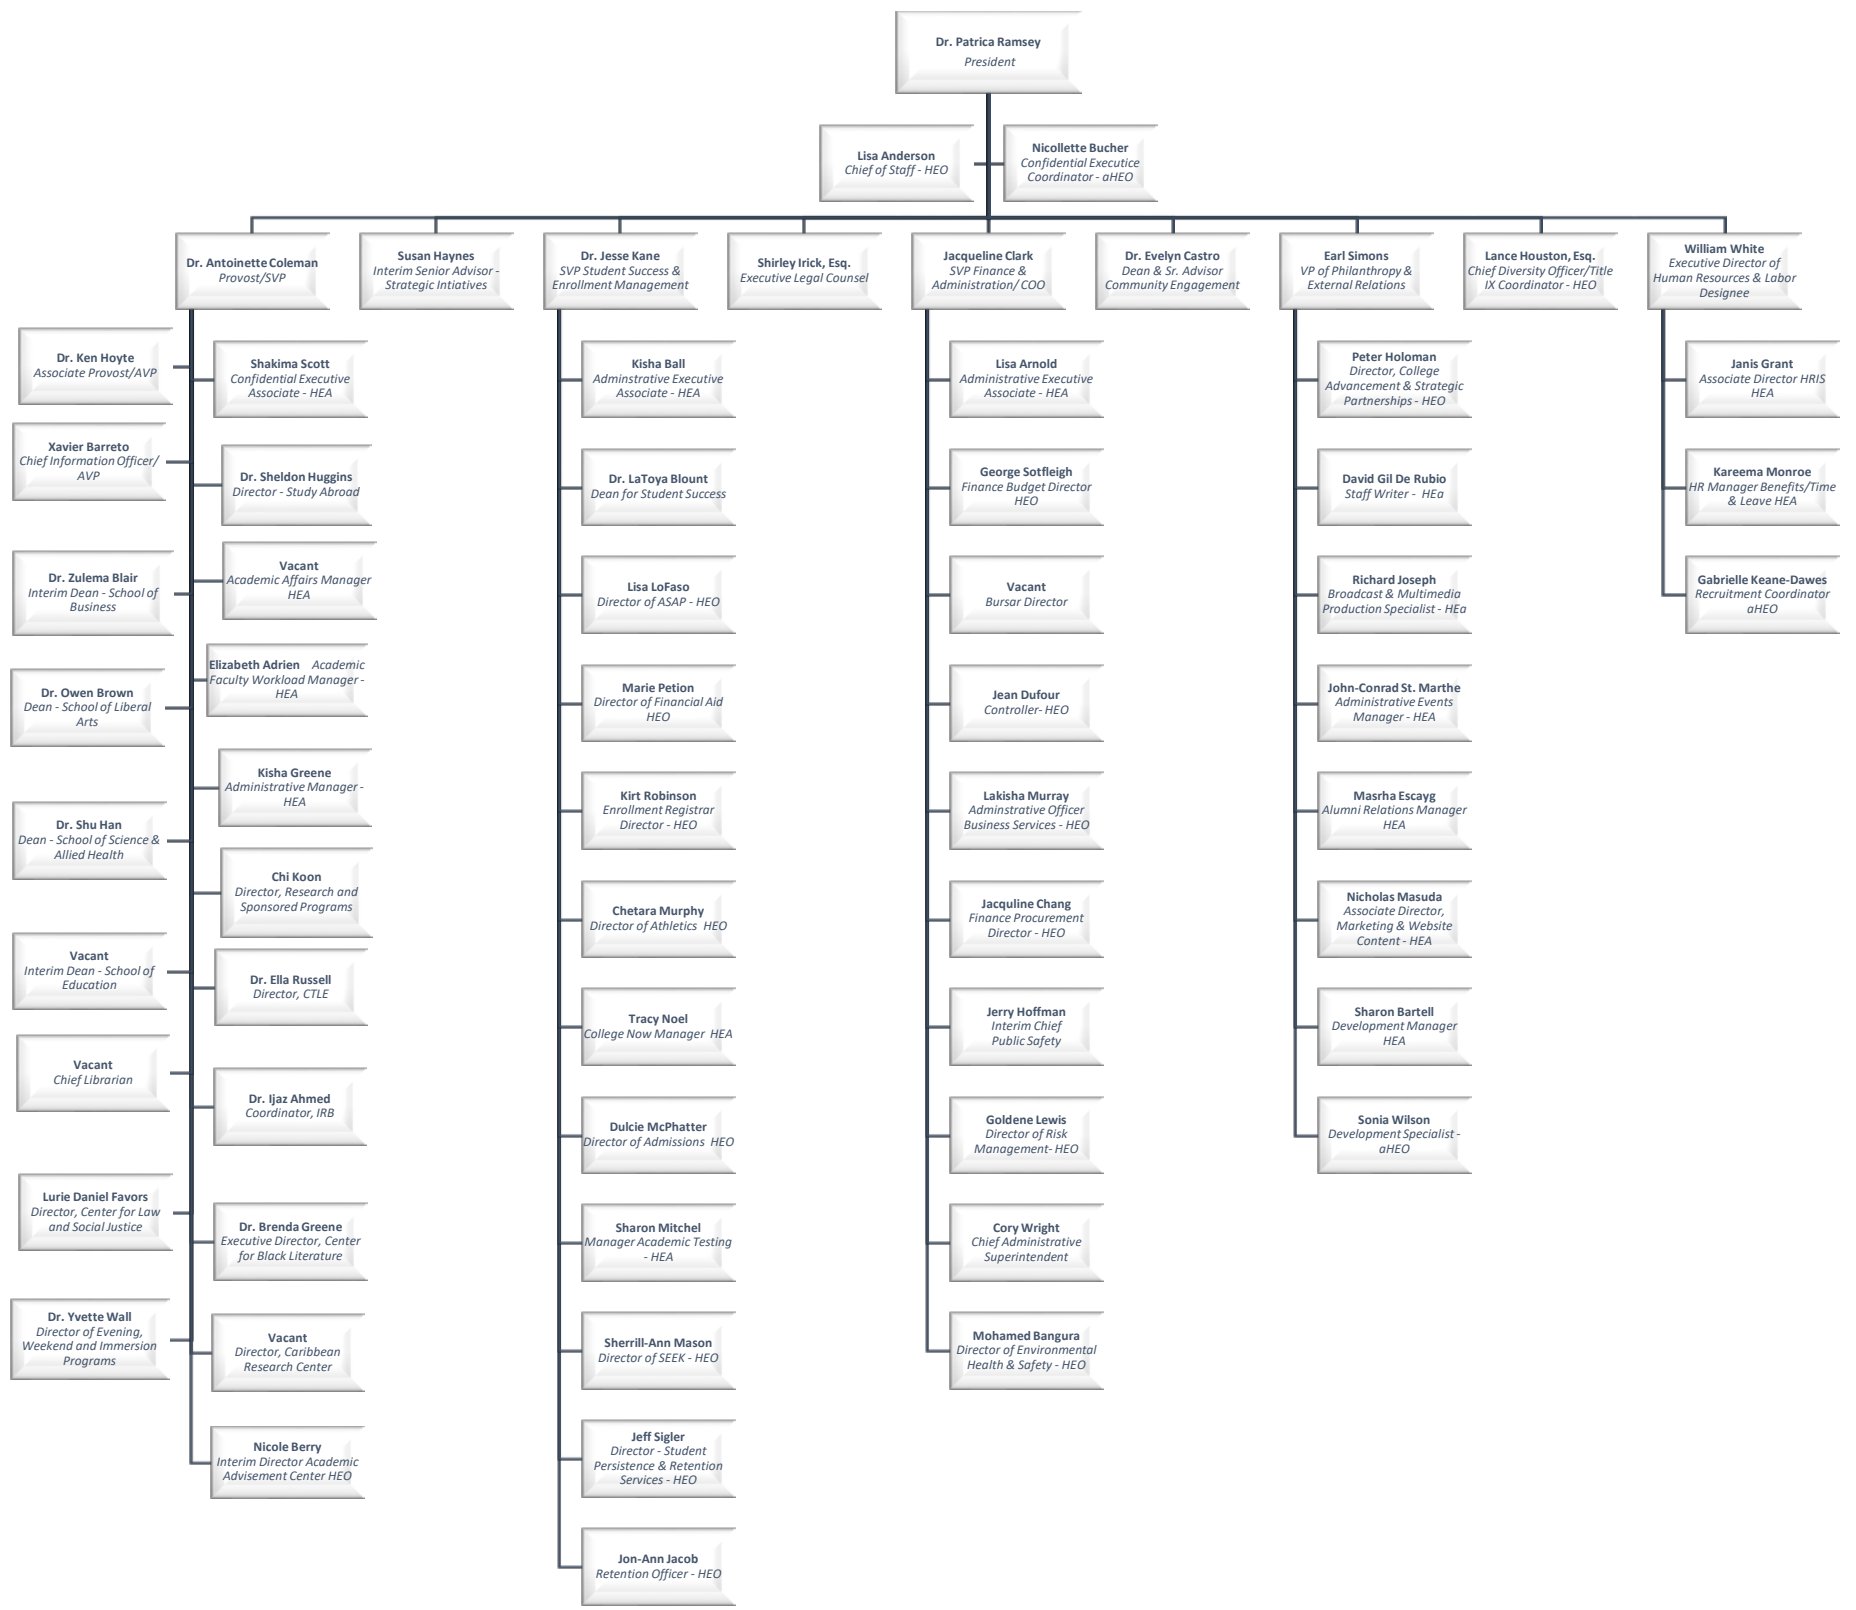 Dr. Patrica Ramsey
President
Lisa Anderson
Chief of Staff - HEO
Nicollette Bucher
Confidential Executice
Coordinator - aHEO
Dr. Antoinette Coleman
Provost/SVP
Susan Haynes
Interim Senior Advisor -
Strategic Intiatives
Dr. Jesse Kane
SVP Student Success &
Enrollment Management
Shirley Irick, Esq.
Executive Legal Counsel
Jacqueline Clark
SVP Finance &
Administration/ COO
Dr. Evelyn Castro
Dean & Sr. Advisor
Community Engagement
Earl Simons
VP of Philanthropy &
External Relations
Lance Houston, Esq.
Chief Diversity Officer/Title
IX Coordinator - HEO
William White
Executive Director of
Human Resources & Labor
Designee
Dr. Ken Hoyte
Associate Provost/AVP
Xavier Barreto
Chief Information Officer/
AVP
Dr. Zulema Blair
Interim Dean - School of
Business
Dr. Owen Brown
Dean - School of Liberal
Arts
Dr. Shu Han
Dean - School of Science &
Allied Health
Vacant
Interim Dean - School of
Education
Vacant
Chief Librarian
Lurie Daniel Favors
Director, Center for Law
and Social Justice
Dr. Yvette Wall
Director of Evening,
Weekend and Immersion
Programs
Shakima Scott
Confidential Executive
Associate - HEA
Dr. Sheldon Huggins
Director - Study Abroad
Vacant
Academic Affairs Manager
HEA
Elizabeth Adrien Academic
Faculty Workload Manager -
HEA
Kisha Greene
Administrative Manager -
HEA
Chi Koon
Director, Research and
Sponsored Programs
Dr. Ella Russell
Director, CTLE
Dr. Ijaz Ahmed
Coordinator, IRB
Dr. Brenda Greene
Executive Director, Center
for Black Literature
Vacant
Director, Caribbean
Research Center
Nicole Berry
Interim Director Academic
Advisement Center HEO
Kisha Ball
Adminstrative Executive
Associate - HEA
Dr. LaToya Blount
Dean for Student Success
Lisa LoFaso
Director of ASAP - HEO
Marie Petion
Director of Financial Aid
HEO
Kirt Robinson
Enrollment Registrar
Director - HEO
Chetara Murphy
Director of Athletics HEO
Tracy Noel
College Now Manager HEA
Dulcie McPhatter
Director of Admissions HEO
Sharon Mitchel
Manager Academic Testing
- HEA
Sherrill-Ann Mason
Director of SEEK - HEO
Jeff Sigler
Director - Student
Persistence & Retention
Services - HEO
Jon-Ann Jacob
Retention Officer - HEO
Lisa Arnold
Administrative Executive
Associate - HEA
George Sotfleigh
Finance Budget Director
HEO
Vacant
Bursar Director
Jean Dufour
Controller- HEO
Lakisha Murray
Adminstrative Officer
Business Services - HEO
Jacquline Chang
Finance Procurement
Director - HEO
Jerry Hoffman
Interim Chief
Public Safety
Goldene Lewis
Director of Risk
Management- HEO
Cory Wright
Chief Administrative
Superintendent
Mohamed Bangura
Director of Environmental
Health & Safety - HEO
Peter Holoman
Director, College
Advancement & Strategic
Partnerships - HEO
David Gil De Rubio
Staff Writer - HEa
Richard Joseph
Broadcast & Multimedia
Production Specialist - HEa
John-Conrad St. Marthe
Administrative Events
Manager - HEA
Masrha Escayg
Alumni Relations Manager
HEA
Nicholas Masuda
Associate Director,
Marketing & Website
Content - HEA
Sharon Bartell
Development Manager
HEA
Sonia Wilson
Development Specialist -
aHEO
Janis Grant
Associate Director HRIS
HEA
Kareema Monroe
HR Manager Benefits/Time
& Leave HEA
Gabrielle Keane-Dawes
Recruitment Coordinator
aHEO